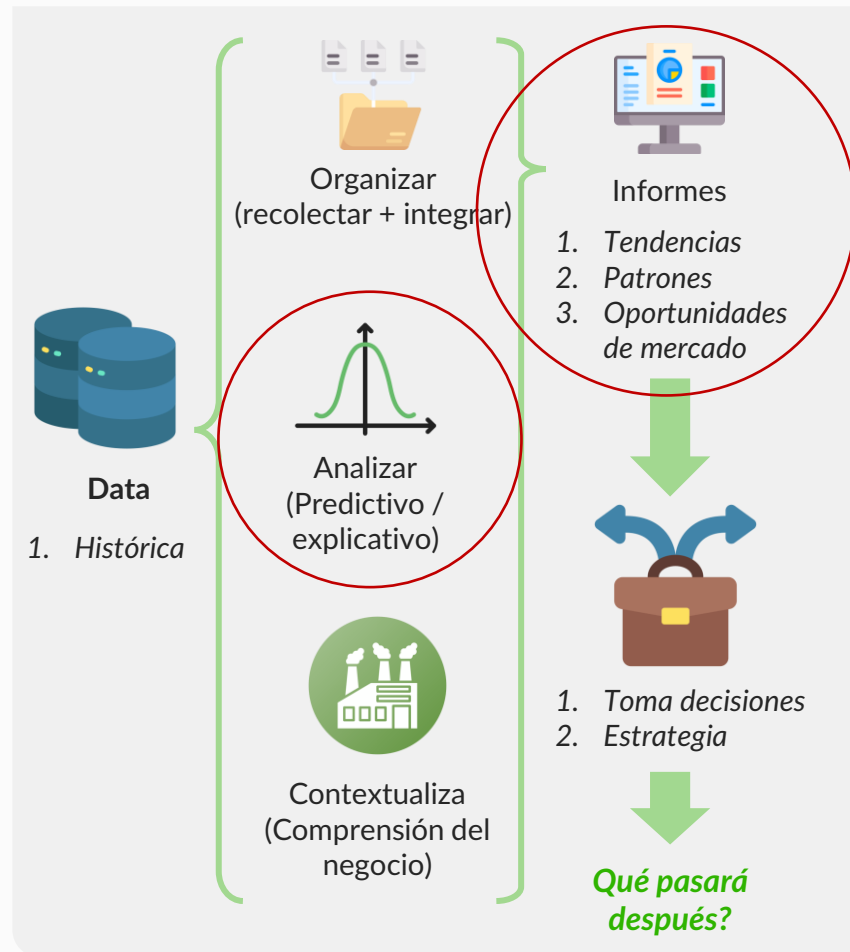 Data
1. Histórica
Organizar
(recolectar + integrar)
Analizar
(Predictivo /
explicativo)
Contextualiza
(Comprensión del
negocio)
Informes
1. Tendencias
2. Patrones
3. Oportunidades
de mercado
1. Toma decisiones
2. Estrategia
Qué pasará
después?